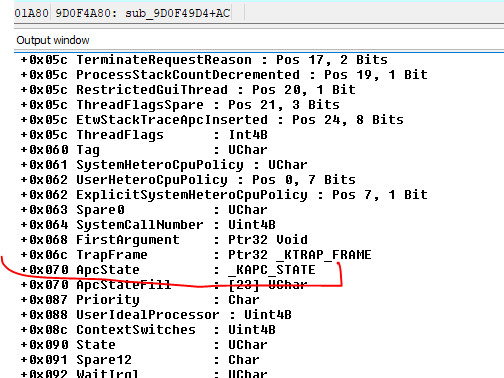 01A80 9D0F4A80: sub_9D0F49D4+AC
Output window
+0x05c TerminateRequestReason : Pos 17, 2 Bits
+0x05c ProcessStackCountDecremented : Pos 19, 1 Bit
+0x05c RestrictedGuiThread : Pos 20, 1 Bit
+0x05c ThreadFlagsSpare : Pos 21, 3 Bits
+0x05c EtwStackTraceApcInserted : Pos 24, 8 Bits
+0x05c ThreadFlags : Int4B
+0x060 Tag : UChar
+0x061 SystemHeteroCpuPolicy : UChar
+0x062 UserHeteroCpuPolicy : Pos 0, 7 Bits
+0x062 ExplicitSystemHeteroCpuPolicy : Pos 7, 1 Bit
+0x063 Spare0 : UChar
+0x064 SystemCallNumber : Uint4B
+0x068 FirstArgument : Ptr32 Void
+0x06c TrapFrame : Ptr32 _KTRAP_FRAME
+0x070 ApcState : _KAPC_STATE
+0x070 ApcStateFill : [23] UChar
+0x087 Priority : Char
+0x088 UserIdealProcessor : Uint4B
+0x08c ContextSwitches : Uint4B
+0x090 State : UChar
+0x091 Spare12 : Char
+0x092 WaitIrql : UChar